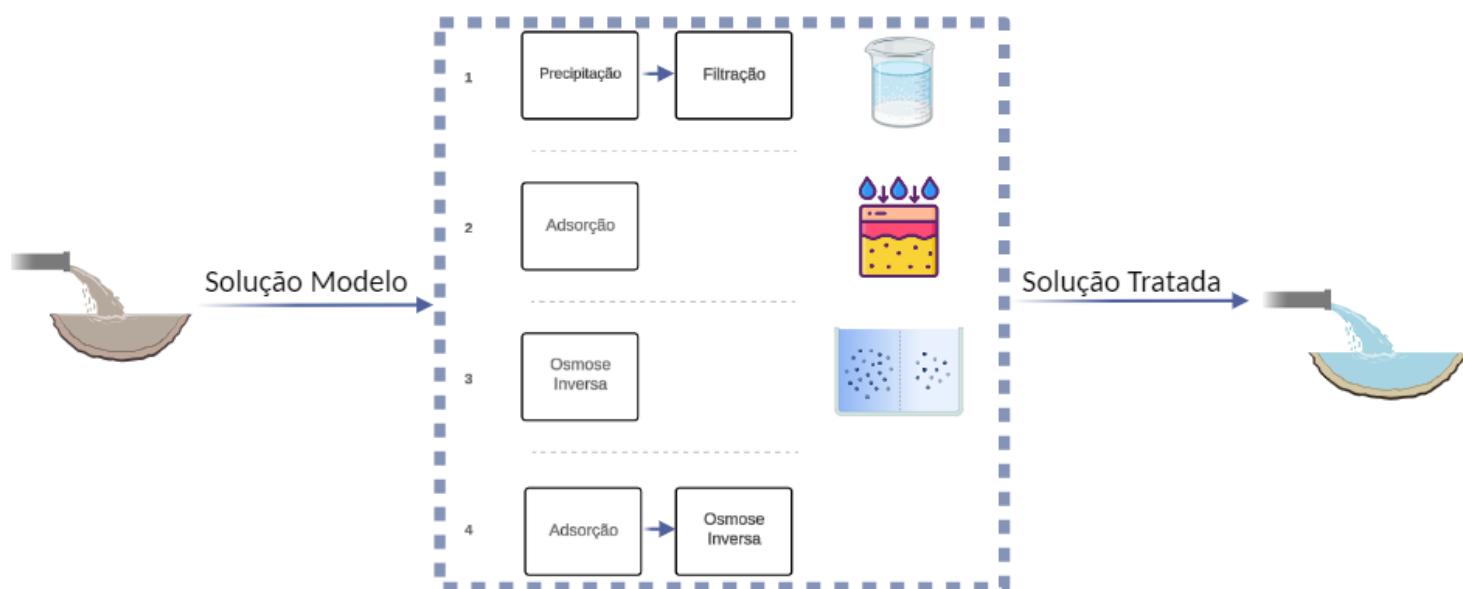 1
Precipitação
Filtração
2
Adsorção
Solução Modelo
Solução Tratada
3
Osmose
Inversa
4
Adsorção
Osmose
Inversa